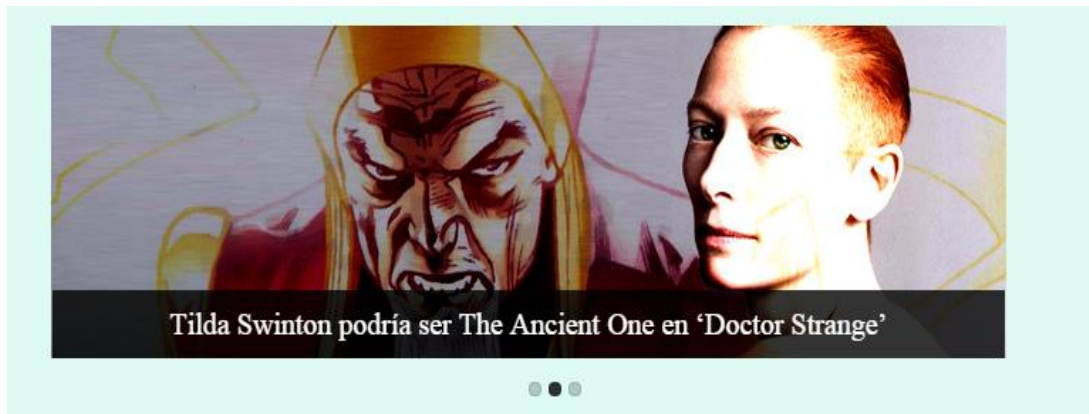 Tilda Swinton podría ser The Ancient One en ‘Doctor Strange’